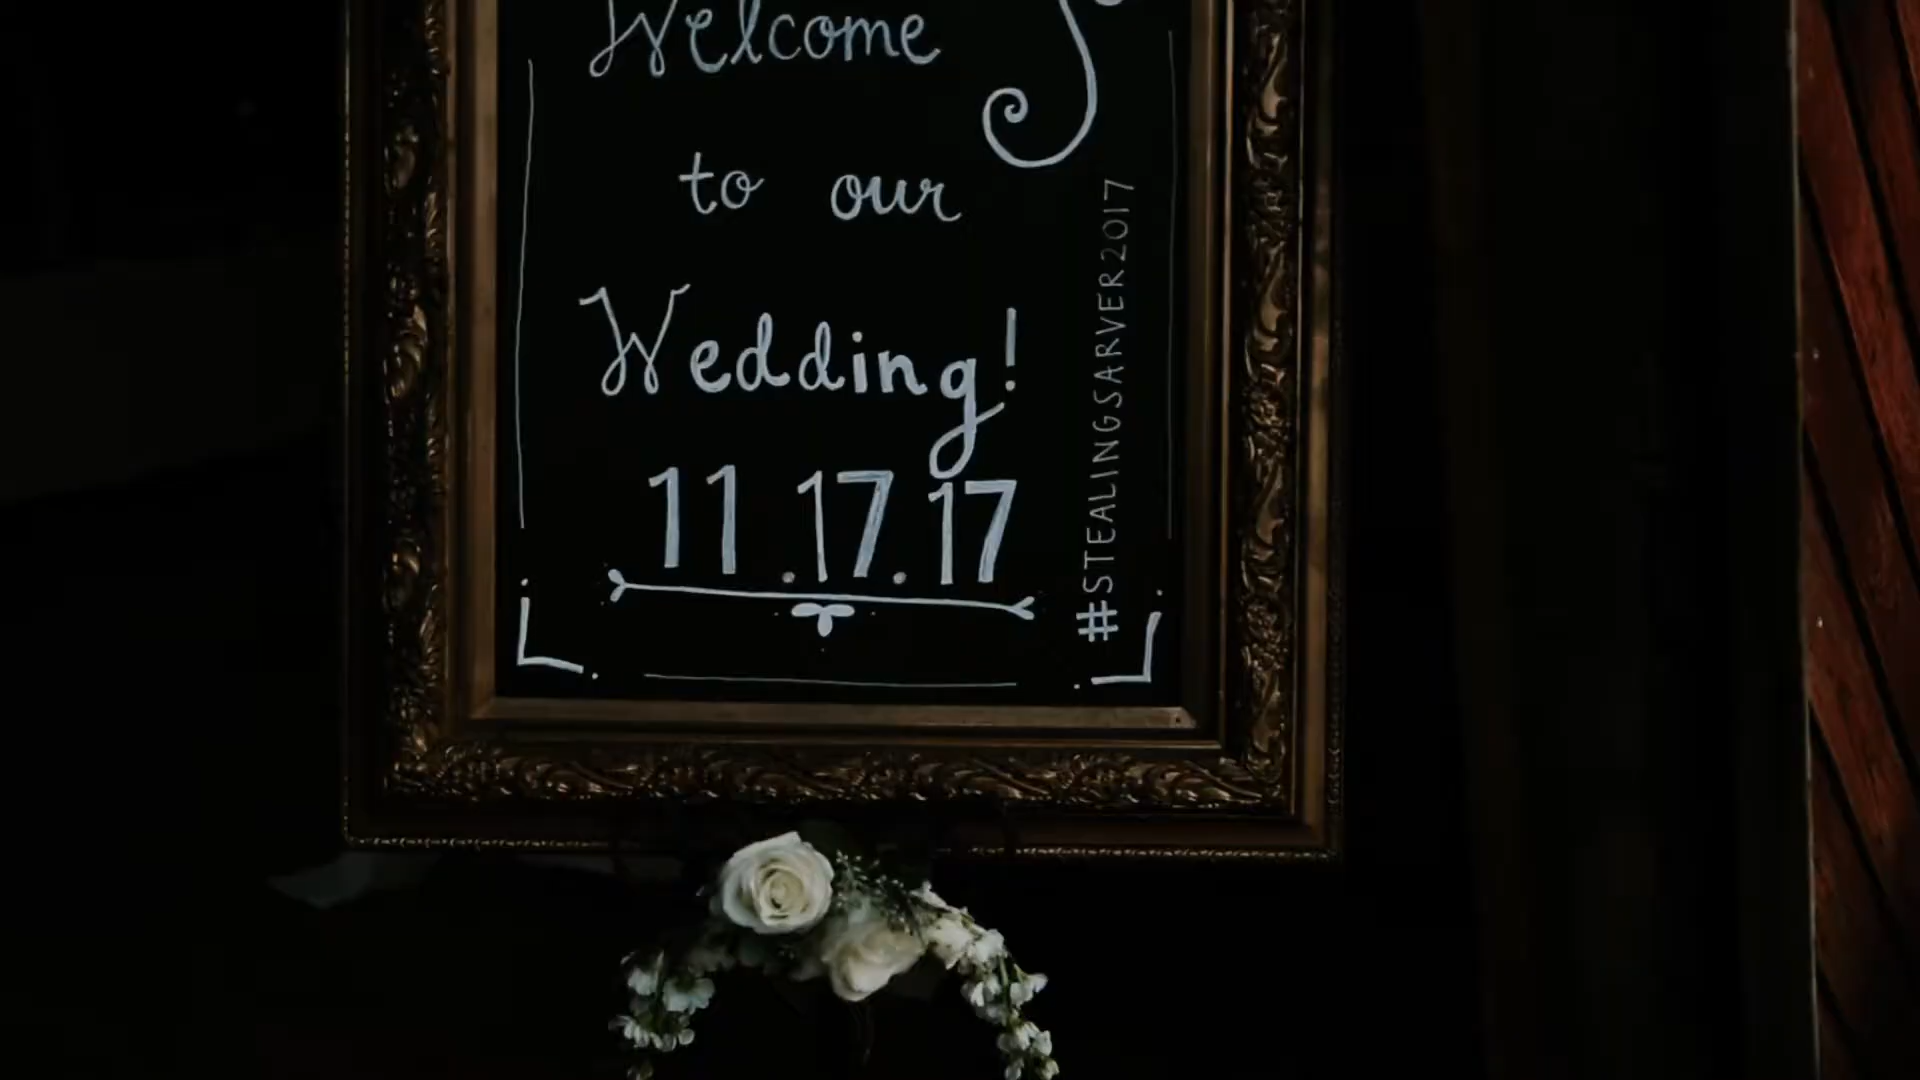 Welcome
to our
Wedding!
11.17.17
#STEALINGSARVER2017